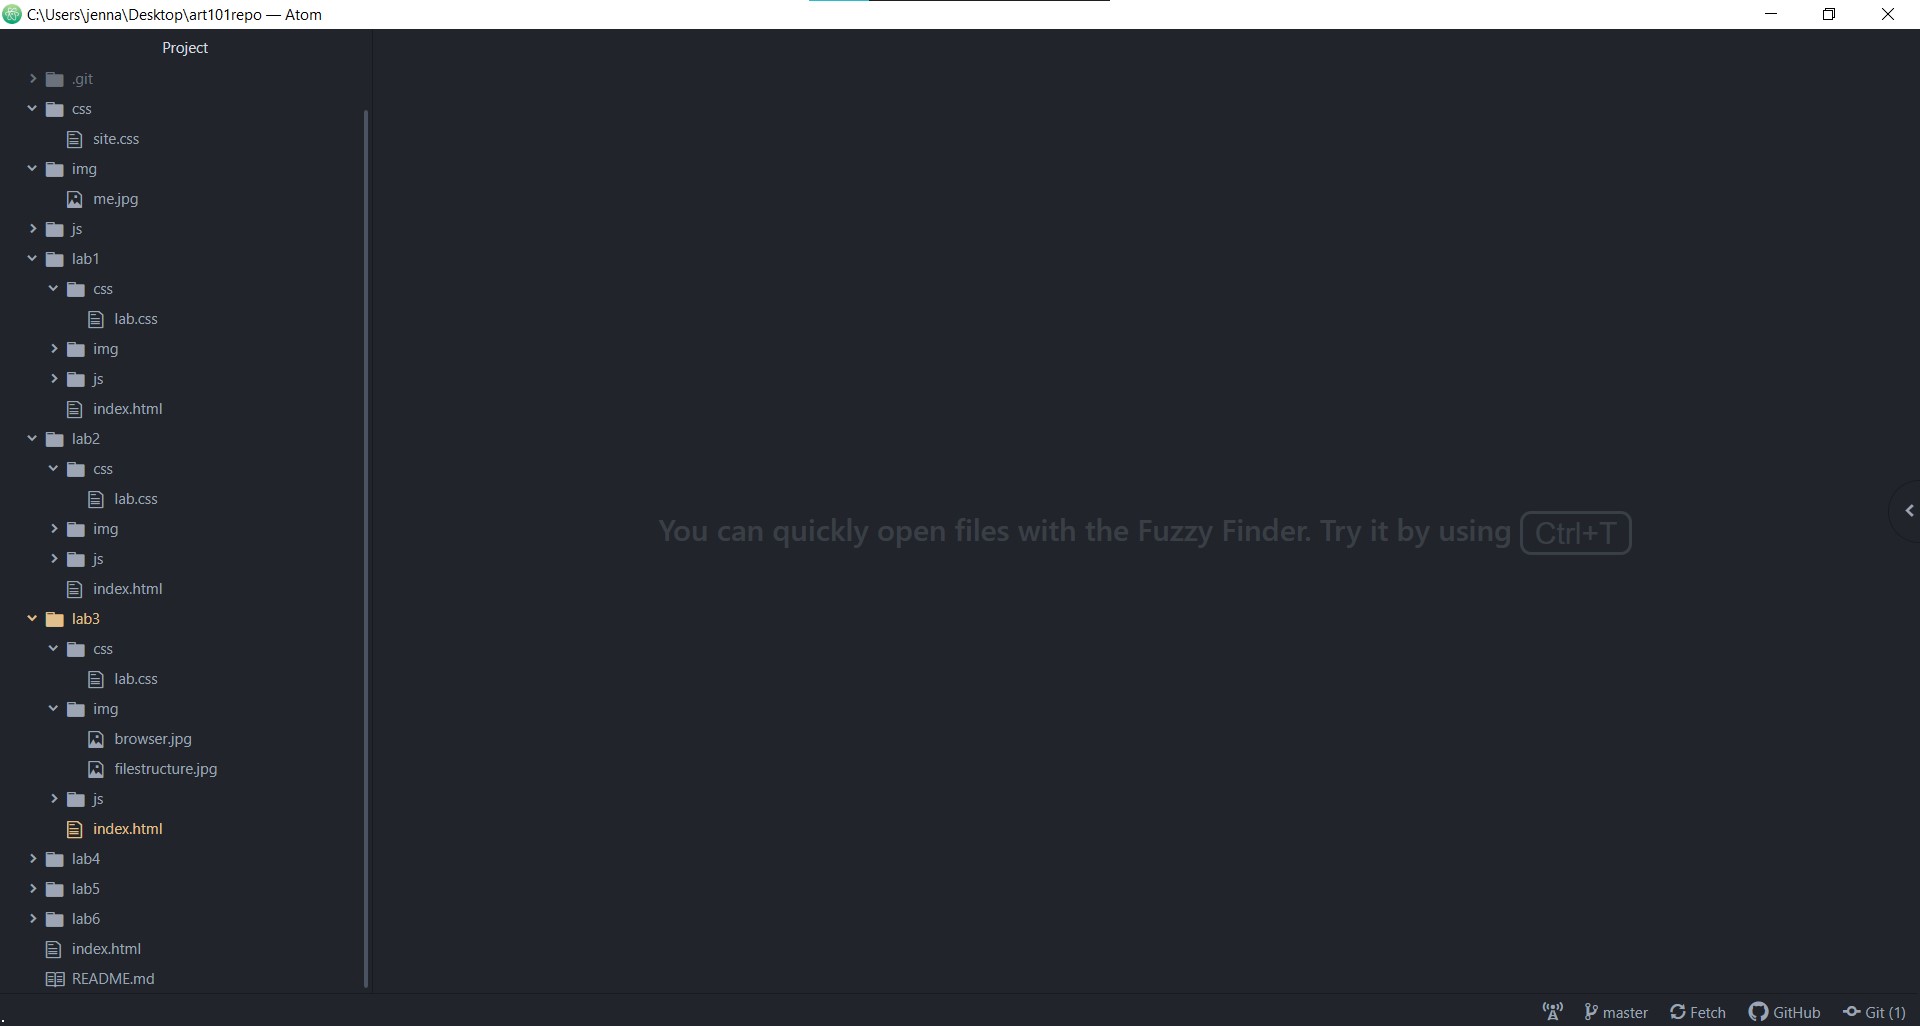 C:\Users\jenna\Desktop\art101repo — Atom
Project
.git
css
site.css
img
me.jpg
js
lab1
css
lab.css
img
js
index.html
lab2
css
lab.css
img
js
index.html
lab3
css
lab.css
img
browser.jpg
filestructure.jpg
js
index.html
lab4
lab5
lab6
index.html
README.md
You can quickly open files with the Fuzzy Finder. Try it by using Ctrl+T
master Fetch GitHub Git (1)